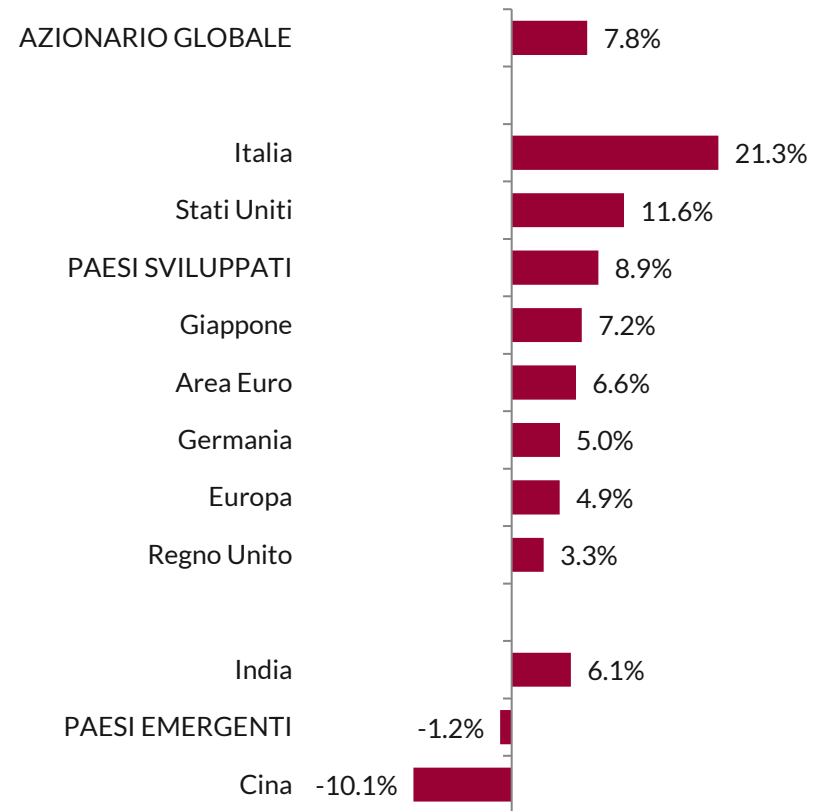 AZIONARIO GLOBALE 7.8%
Italia 21.3%
Stati Uniti 11.6%
PAESI SVILUPPATI 8.9%
Giappone 7.2%
Area Euro 6.6%
Germania 5.0%
Europa 4.9%
Regno Unito 3.3%
India 6.1%
PAESI EMERGENTI -1.2%
Cina -10.1%